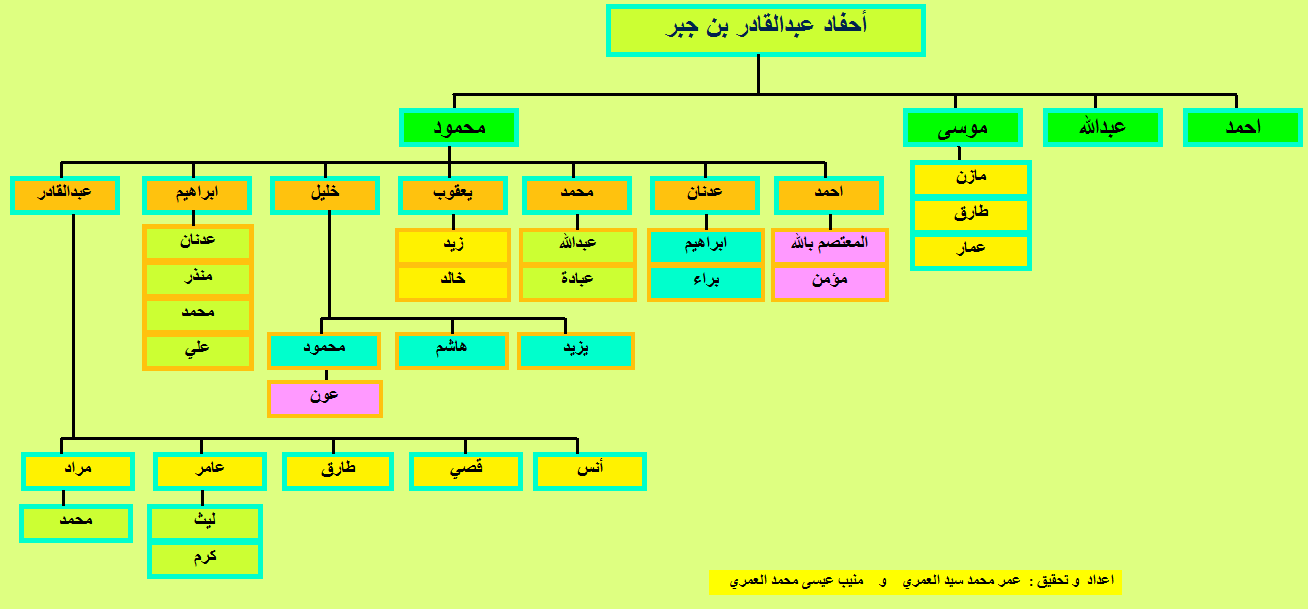 أحفاد عبدالقادر بن جبر
احمد
عبدالله
موسى
محمود
مازن
طارق
عمار
احمد
عدنان
محمد
يعقوب
خليل
ابراهيم
عبدالقادر
المعتصم بالله
مؤمن
ابراهيم
براء
عبدالله
عبادة
زيد
خالد
عدنان
منذر
محمد
علي
يزيد
هاشم
محمود
عون
أنس
قصي
طارق
عامر
مراد
ليث
كرم
محمد
اعداد و تحقيق : عمر محمد سيد العمري و منيب عيسى محمد العمري